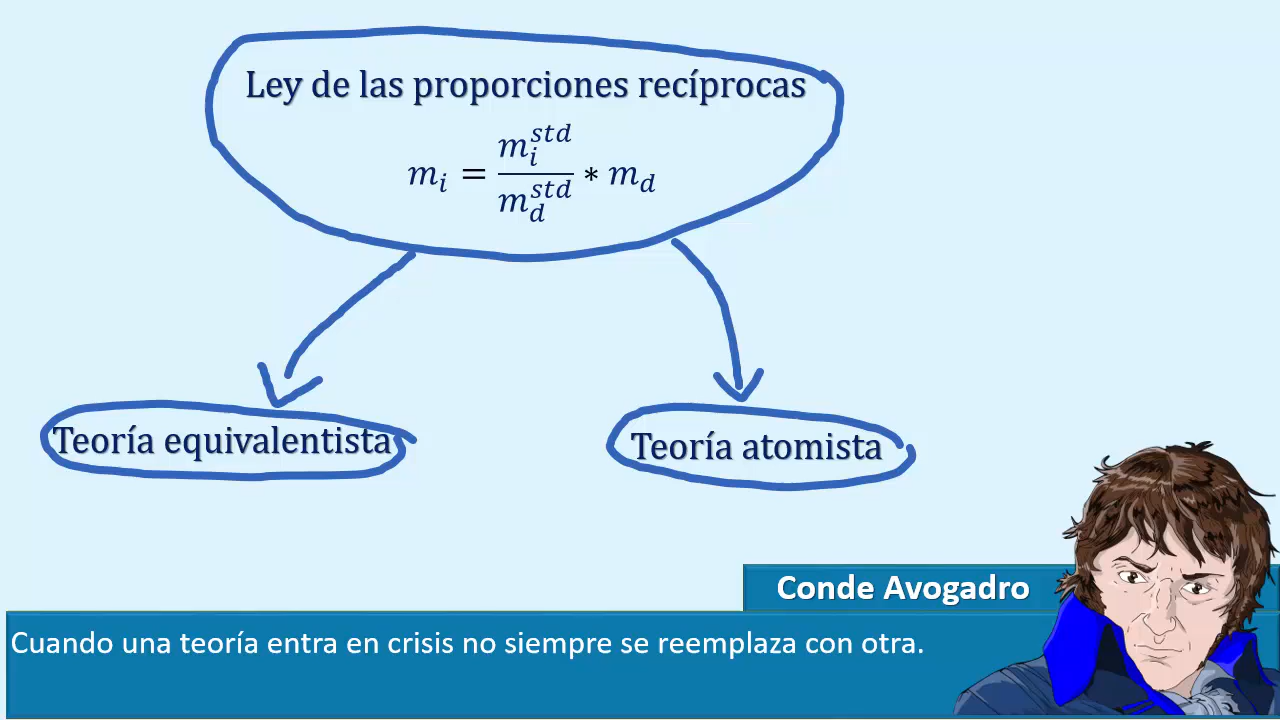 Ley de las proporciones recíprocas
m_i = m_i^std / m_d^std * m_d
Teoría equivalentista
Teoría atomista
Conde Avogadro
Cuando una teoría entra en crisis no siempre se reemplaza con otra.